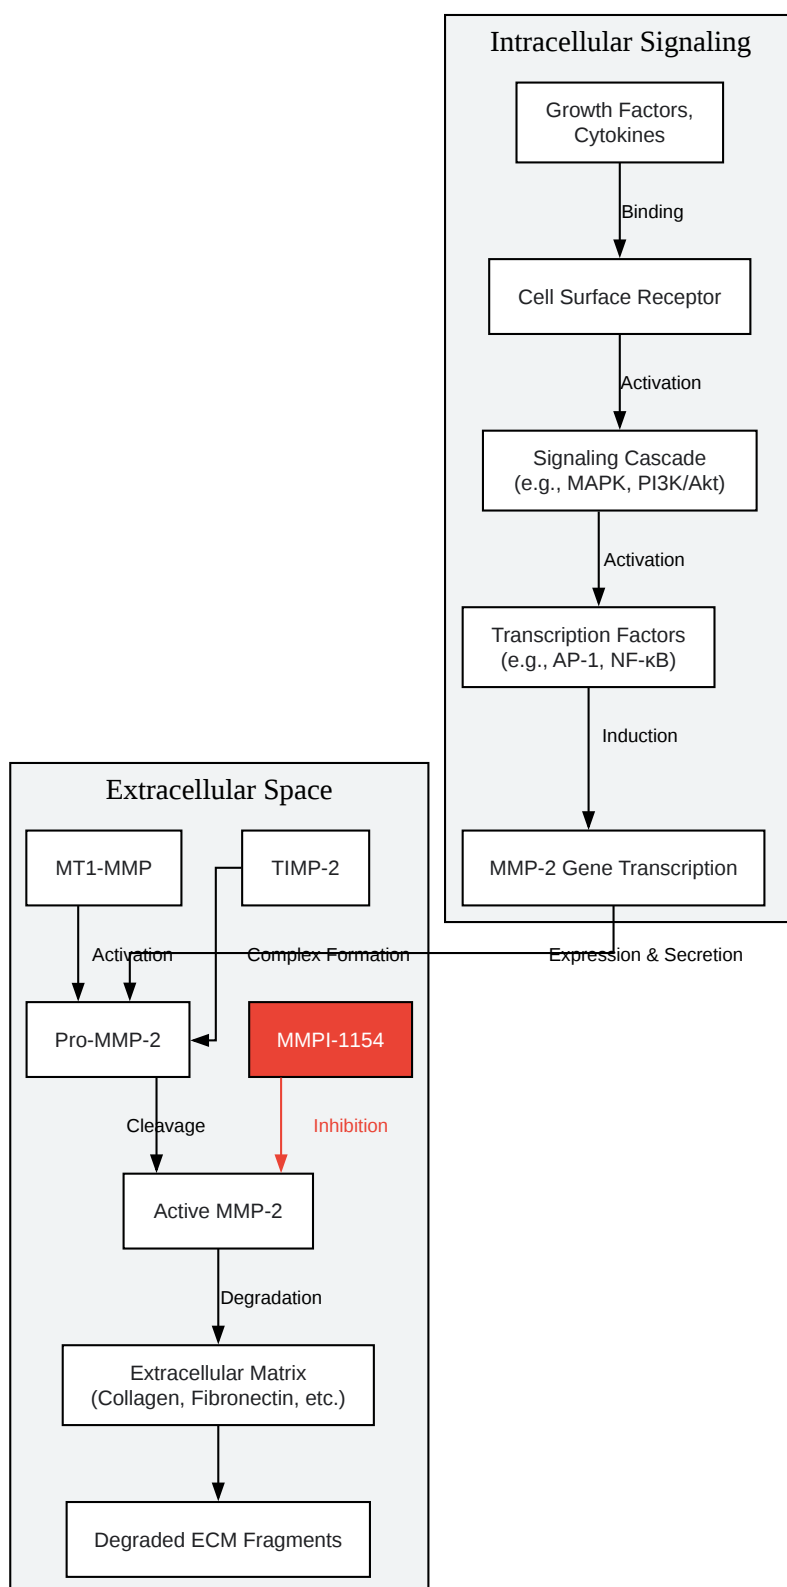 Intracellular Signaling
Growth Factors,
Cytokines
Binding
Cell Surface Receptor
Activation
Signaling Cascade
(e.g., MAPK, PI3K/Akt)
Activation
Transcription Factors
(e.g., AP-1, NF-κB)
Induction
MMP-2 Gene Transcription
Expression & Secretion
Extracellular Space
MT1-MMP
TIMP-2
Activation
Complex Formation
Pro-MMP-2
MMPI-1154
Cleavage
Inhibition
Active MMP-2
Degradation
Extracellular Matrix
(Collagen, Fibronectin, etc.)
Degraded ECM Fragments